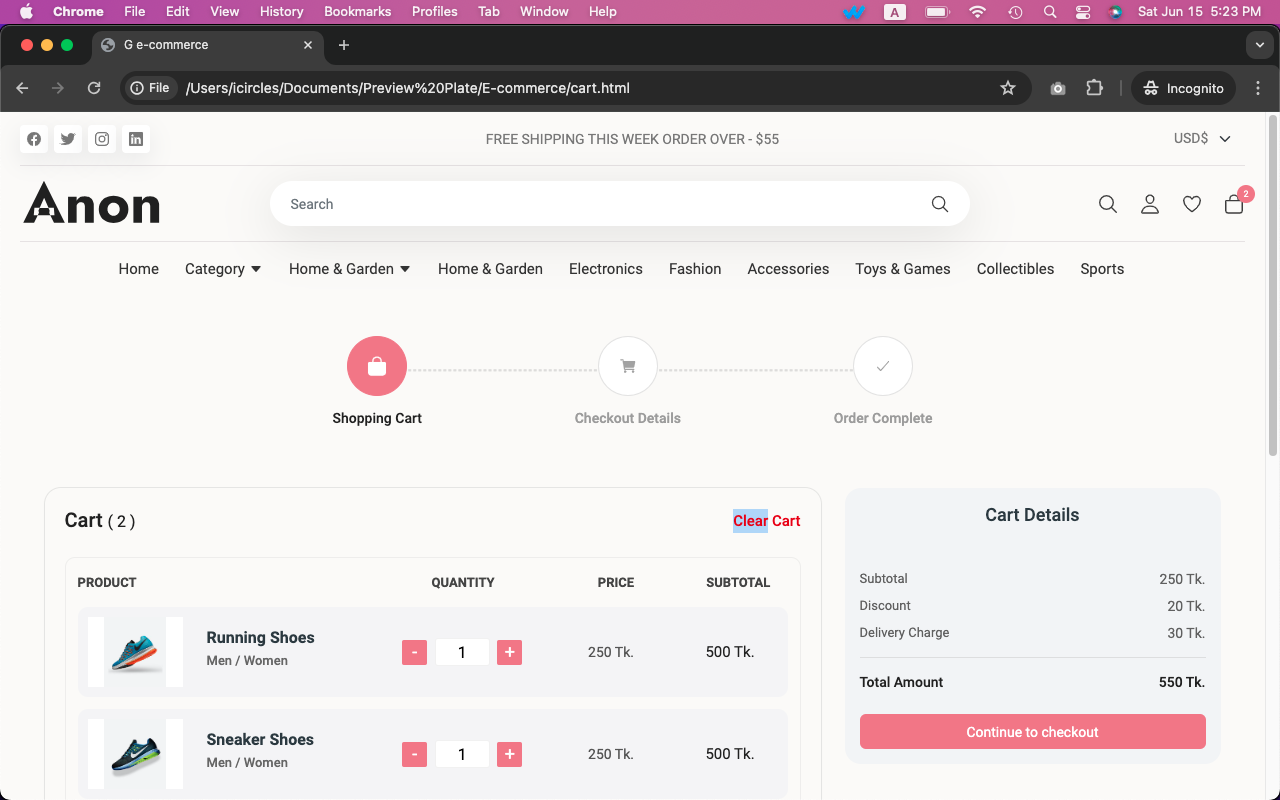 Chrome File Edit View History Bookmarks Profiles Tab Window Help A Sat Jun 15 5:23 PM
G e-commerce
File /Users/icircles/Documents/Preview%20Plate/E-commerce/cart.html Incognito
FREE SHIPPING THIS WEEK ORDER OVER - $55 USD$
Anon Search 2
Home Category Home & Garden Home & Garden Electronics Fashion Accessories Toys & Games Collectibles Sports
Shopping Cart Checkout Details Order Complete
Cart ( 2 ) Clear Cart
PRODUCT QUANTITY PRICE SUBTOTAL
Running Shoes
Men / Women
- 1 + 250 Tk. 500 Tk.
Sneaker Shoes
Men / Women
- 1 + 250 Tk. 500 Tk.
Cart Details
Subtotal 250 Tk.
Discount 20 Tk.
Delivery Charge 30 Tk.
Total Amount 550 Tk.
Continue to checkout